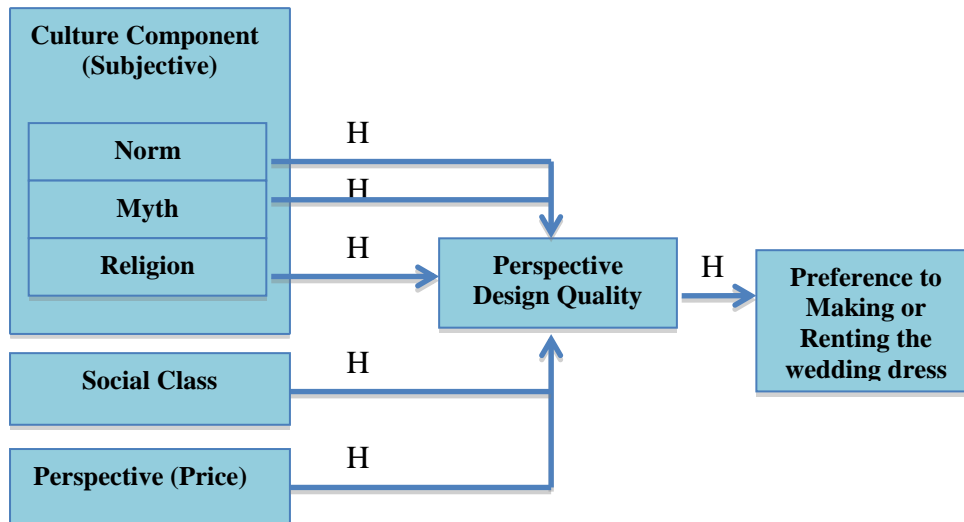 Culture Component
(Subjective)
H
Norm
H
Myth
H
Religion
Perspective
Design Quality
H
Preference to
Making or
Renting the
wedding dress
H
Social Class
H
Perspective (Price)